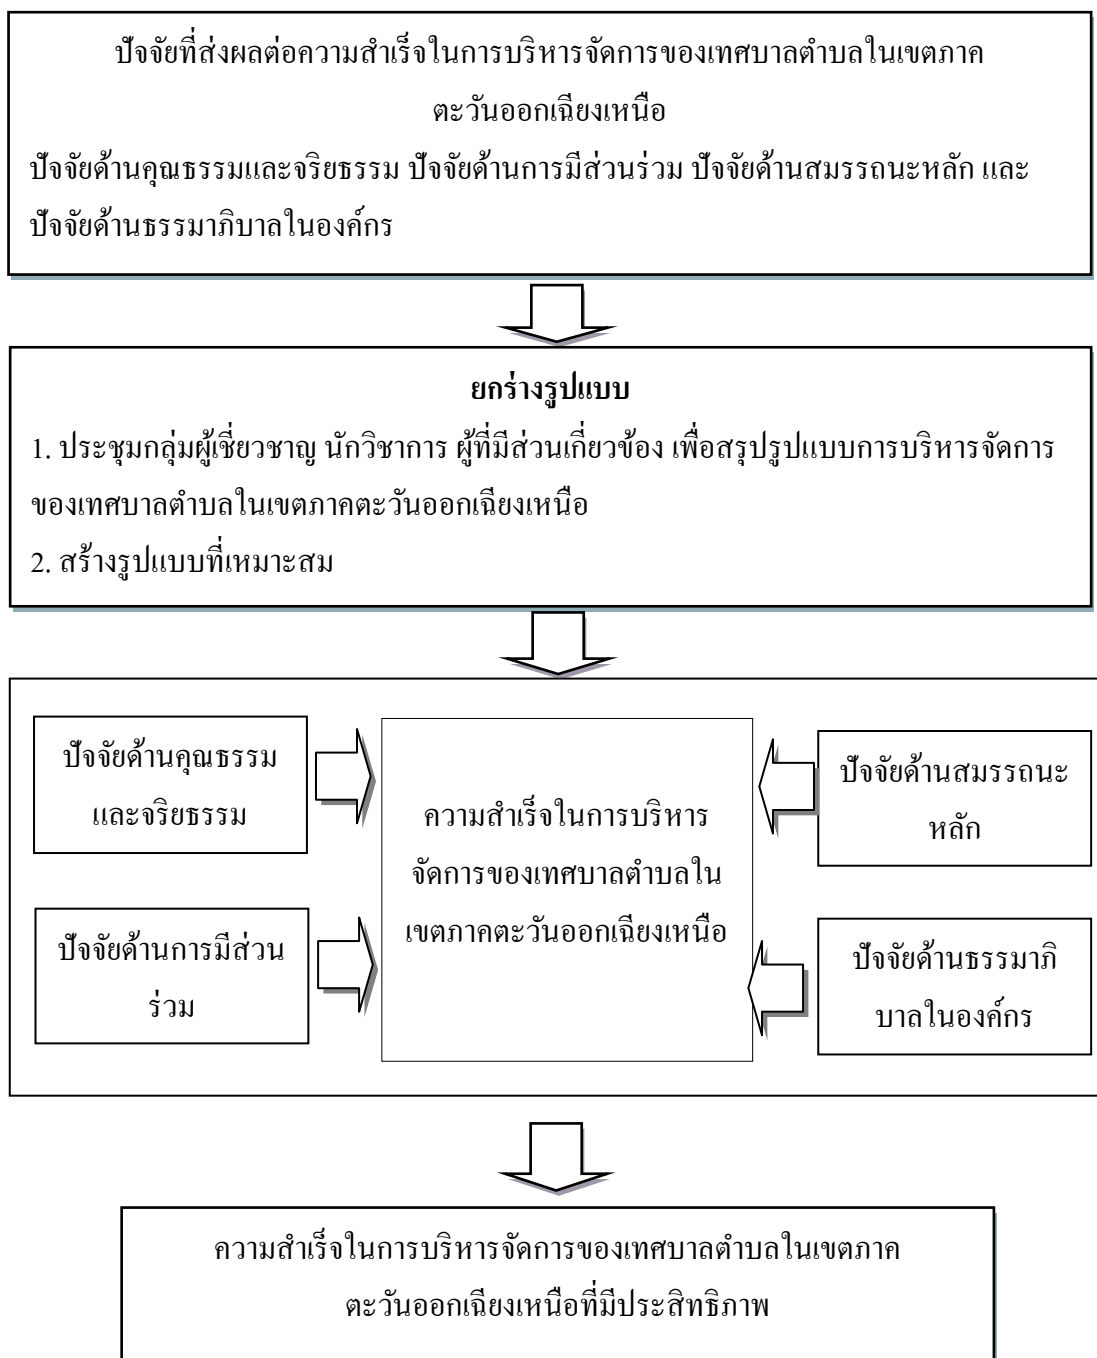 ปัจจัยที่ส่งผลต่อความสำเร็จในการบริหารจัดการของเทศบาลตำบลในเขตภาค
ตะวันออกเฉียงเหนือ
ปัจจัยด้านคุณธรรมและจริยธรรม ปัจจัยด้านการมีส่วนร่วม ปัจจัยด้านสมรรถนะหลัก และ
ปัจจัยด้านธรรมาภิบาลในองค์กร
ยกร่างรูปแบบ
1. ประชุมกลุ่มผู้เชี่ยวชาญ นักวิชาการ ผู้ที่มีส่วนเกี่ยวข้อง เพื่อสรุปรูปแบบการบริหารจัดการ
ของเทศบาลตำบลในเขตภาคตะวันออกเฉียงเหนือ
2. สร้างรูปแบบที่เหมาะสม
ปัจจัยด้านคุณธรรม
และจริยธรรม
ปัจจัยด้านการมีส่วน
ร่วม
ความสำเร็จในการบริหาร
จัดการของเทศบาลตำบลใน
เขตภาคตะวันออกเฉียงเหนือ
ปัจจัยด้านสมรรถนะ
หลัก
ปัจจัยด้านธรรมาภิ
บาลในองค์กร
ความสำเร็จในการบริหารจัดการของเทศบาลตำบลในเขตภาค
ตะวันออกเฉียงเหนือที่มีประสิทธิภาพ